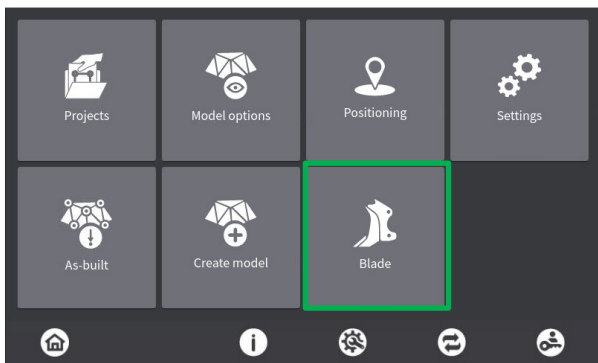 Projects
Model options
Positioning
Settings
As-built
Create model
Blade